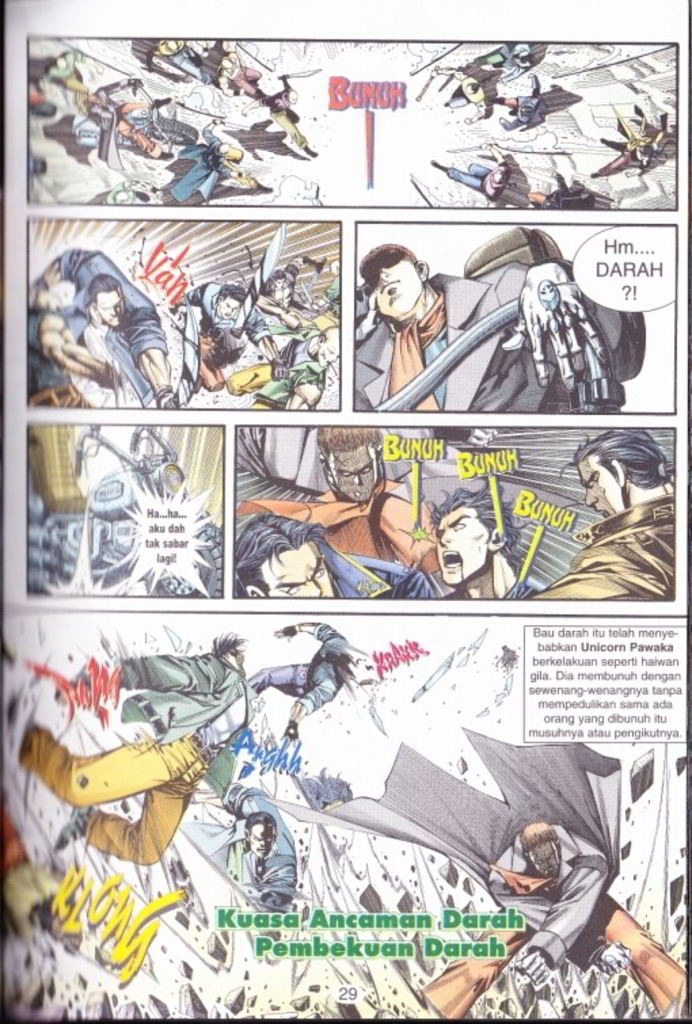 BUNUH
Hm....
DARAH
?!
Ha...ha...
aku dah
tak sabar
lagi!
BUNUH
BUNUH
BUNUH
Bau darah itu telah menye-
babkan Unicorn Pawaka
berkelakuan seperti haiwan
gila. Dia membunuh dengan
sewenang-wenangnya tanpa
mempedulikan sama ada
orang yang dibunuh itu
musuhnya atau pengikutnya.
KRAKK
Arghh
KLONG
Kuasa Ancaman Darah
Pembekuan Darah
29